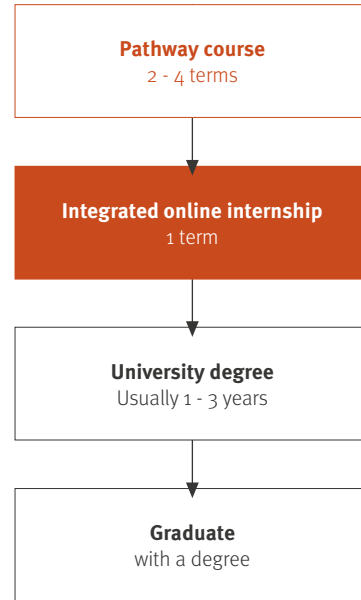 Pathway course
2 - 4 terms
Integrated online internship
1 term
University degree
Usually 1 - 3 years
Graduate
with a degree